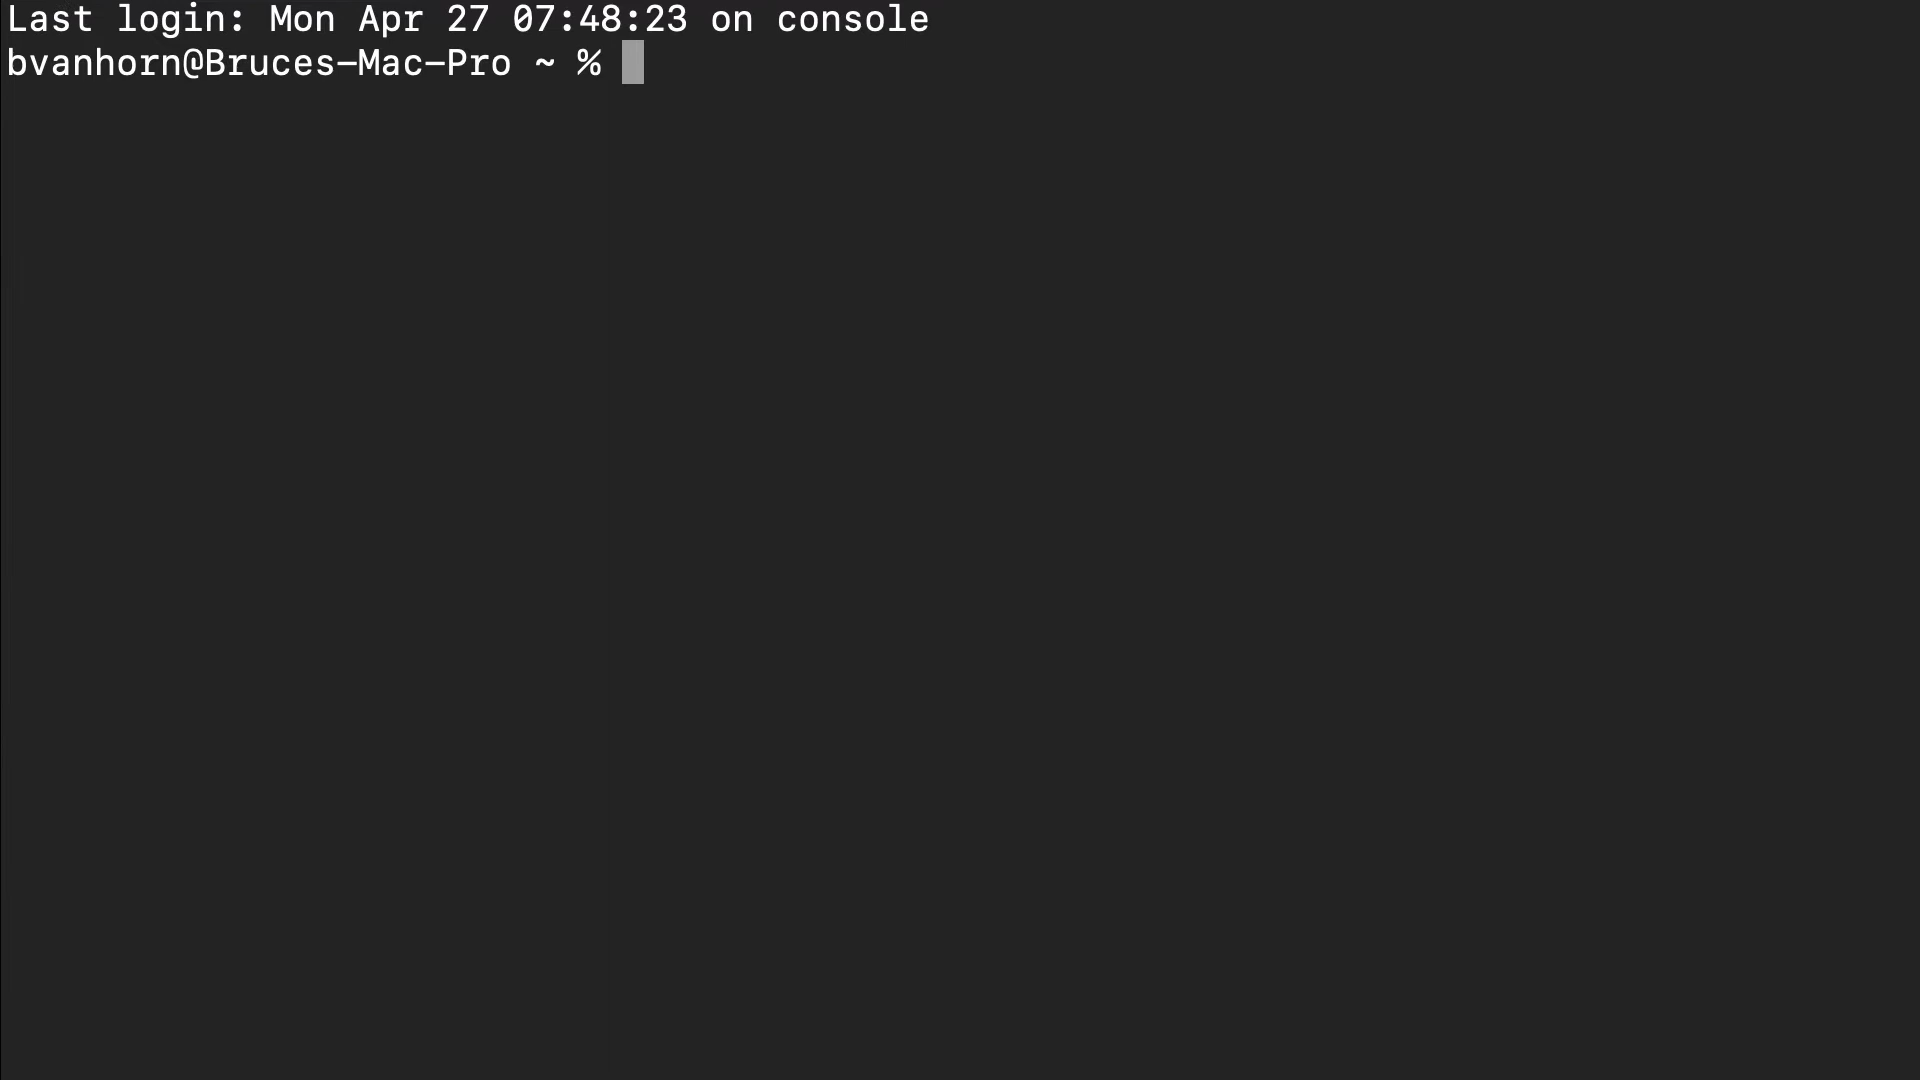 Last login: Mon Apr 27 07:48:23 on console
bvanhorn@Bruces-Mac-Pro ~ %